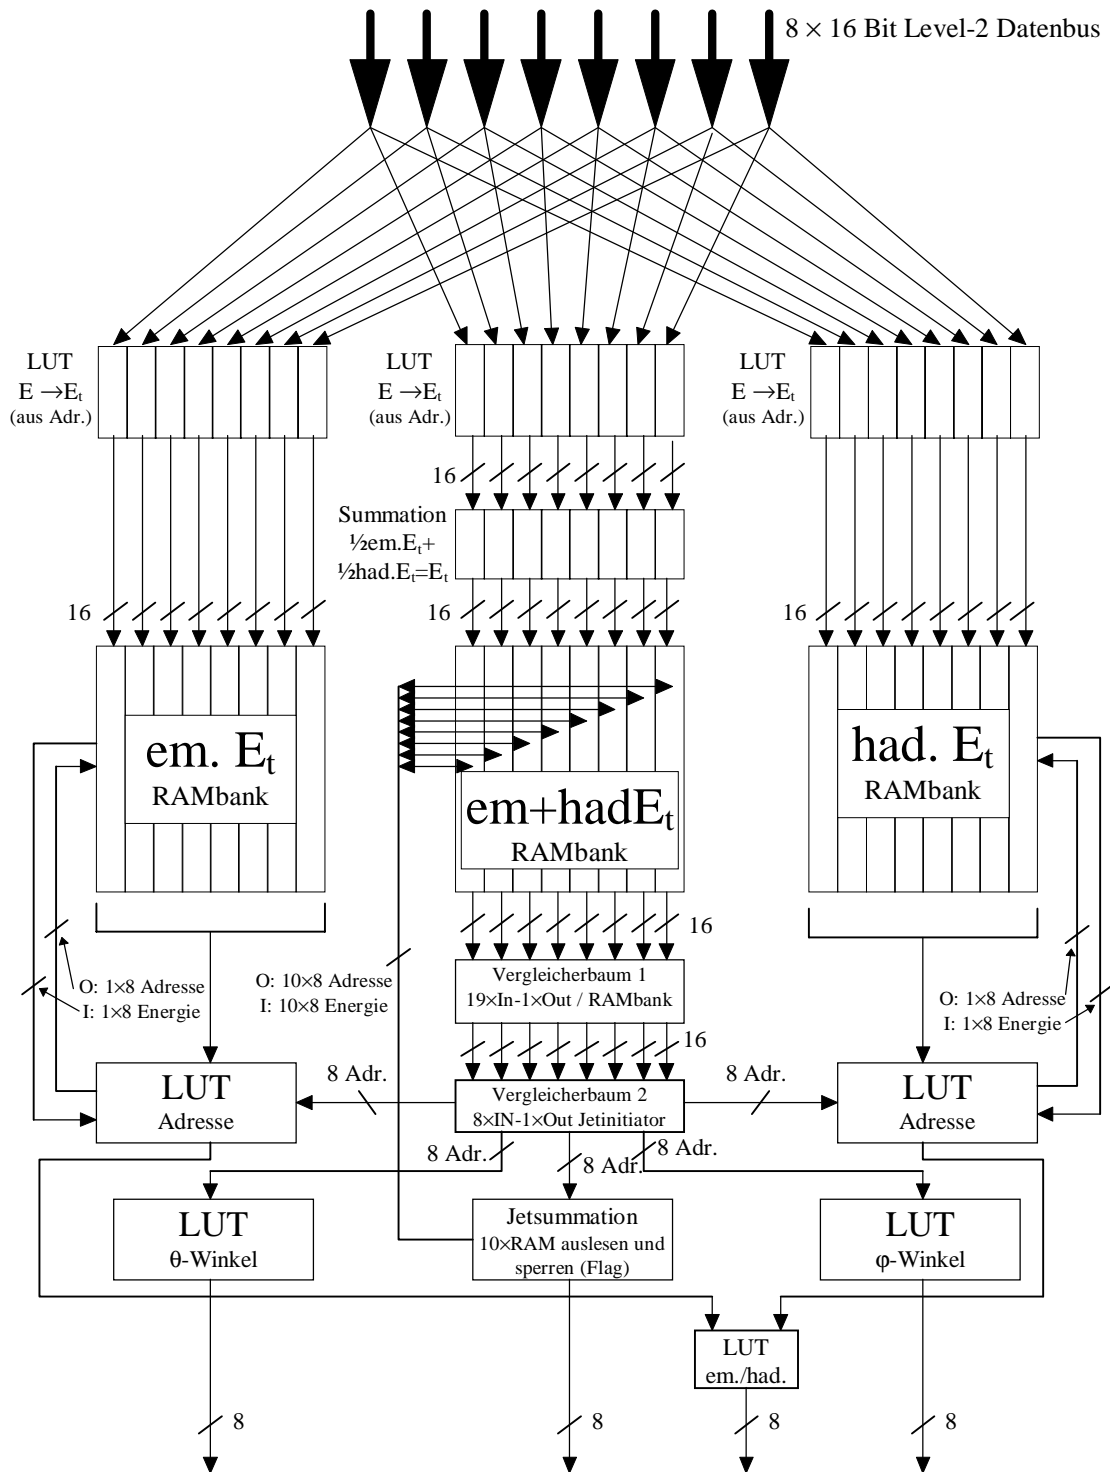 8 × 16 Bit Level-2 Datenbus
LUT
E →Et
(aus Adr.)
LUT
E →Et
(aus Adr.)
LUT
E →Et
(aus Adr.)
16
Summation
½em.Et+
½had.Et=Et
16
16
16
em. Et
RAMbank
em+hadEt
RAMbank
had. Et
RAMbank
16
O: 1×8 Adresse
I: 1×8 Energie
O: 10×8 Adresse
I: 10×8 Energie
Vergleicherbaum 1
19×In-1×Out / RAMbank
O: 1×8 Adresse
I: 1×8 Energie
16
LUT
Adresse
8 Adr.
Vergleicherbaum 2
8×IN-1×Out Jetinitiator
8 Adr.
LUT
Adresse
8 Adr.
8 Adr.
8 Adr.
LUT
θ-Winkel
Jetsummation
10×RAM auslesen und
sperren (Flag)
LUT
φ-Winkel
LUT
em./had.
8
8
8
8